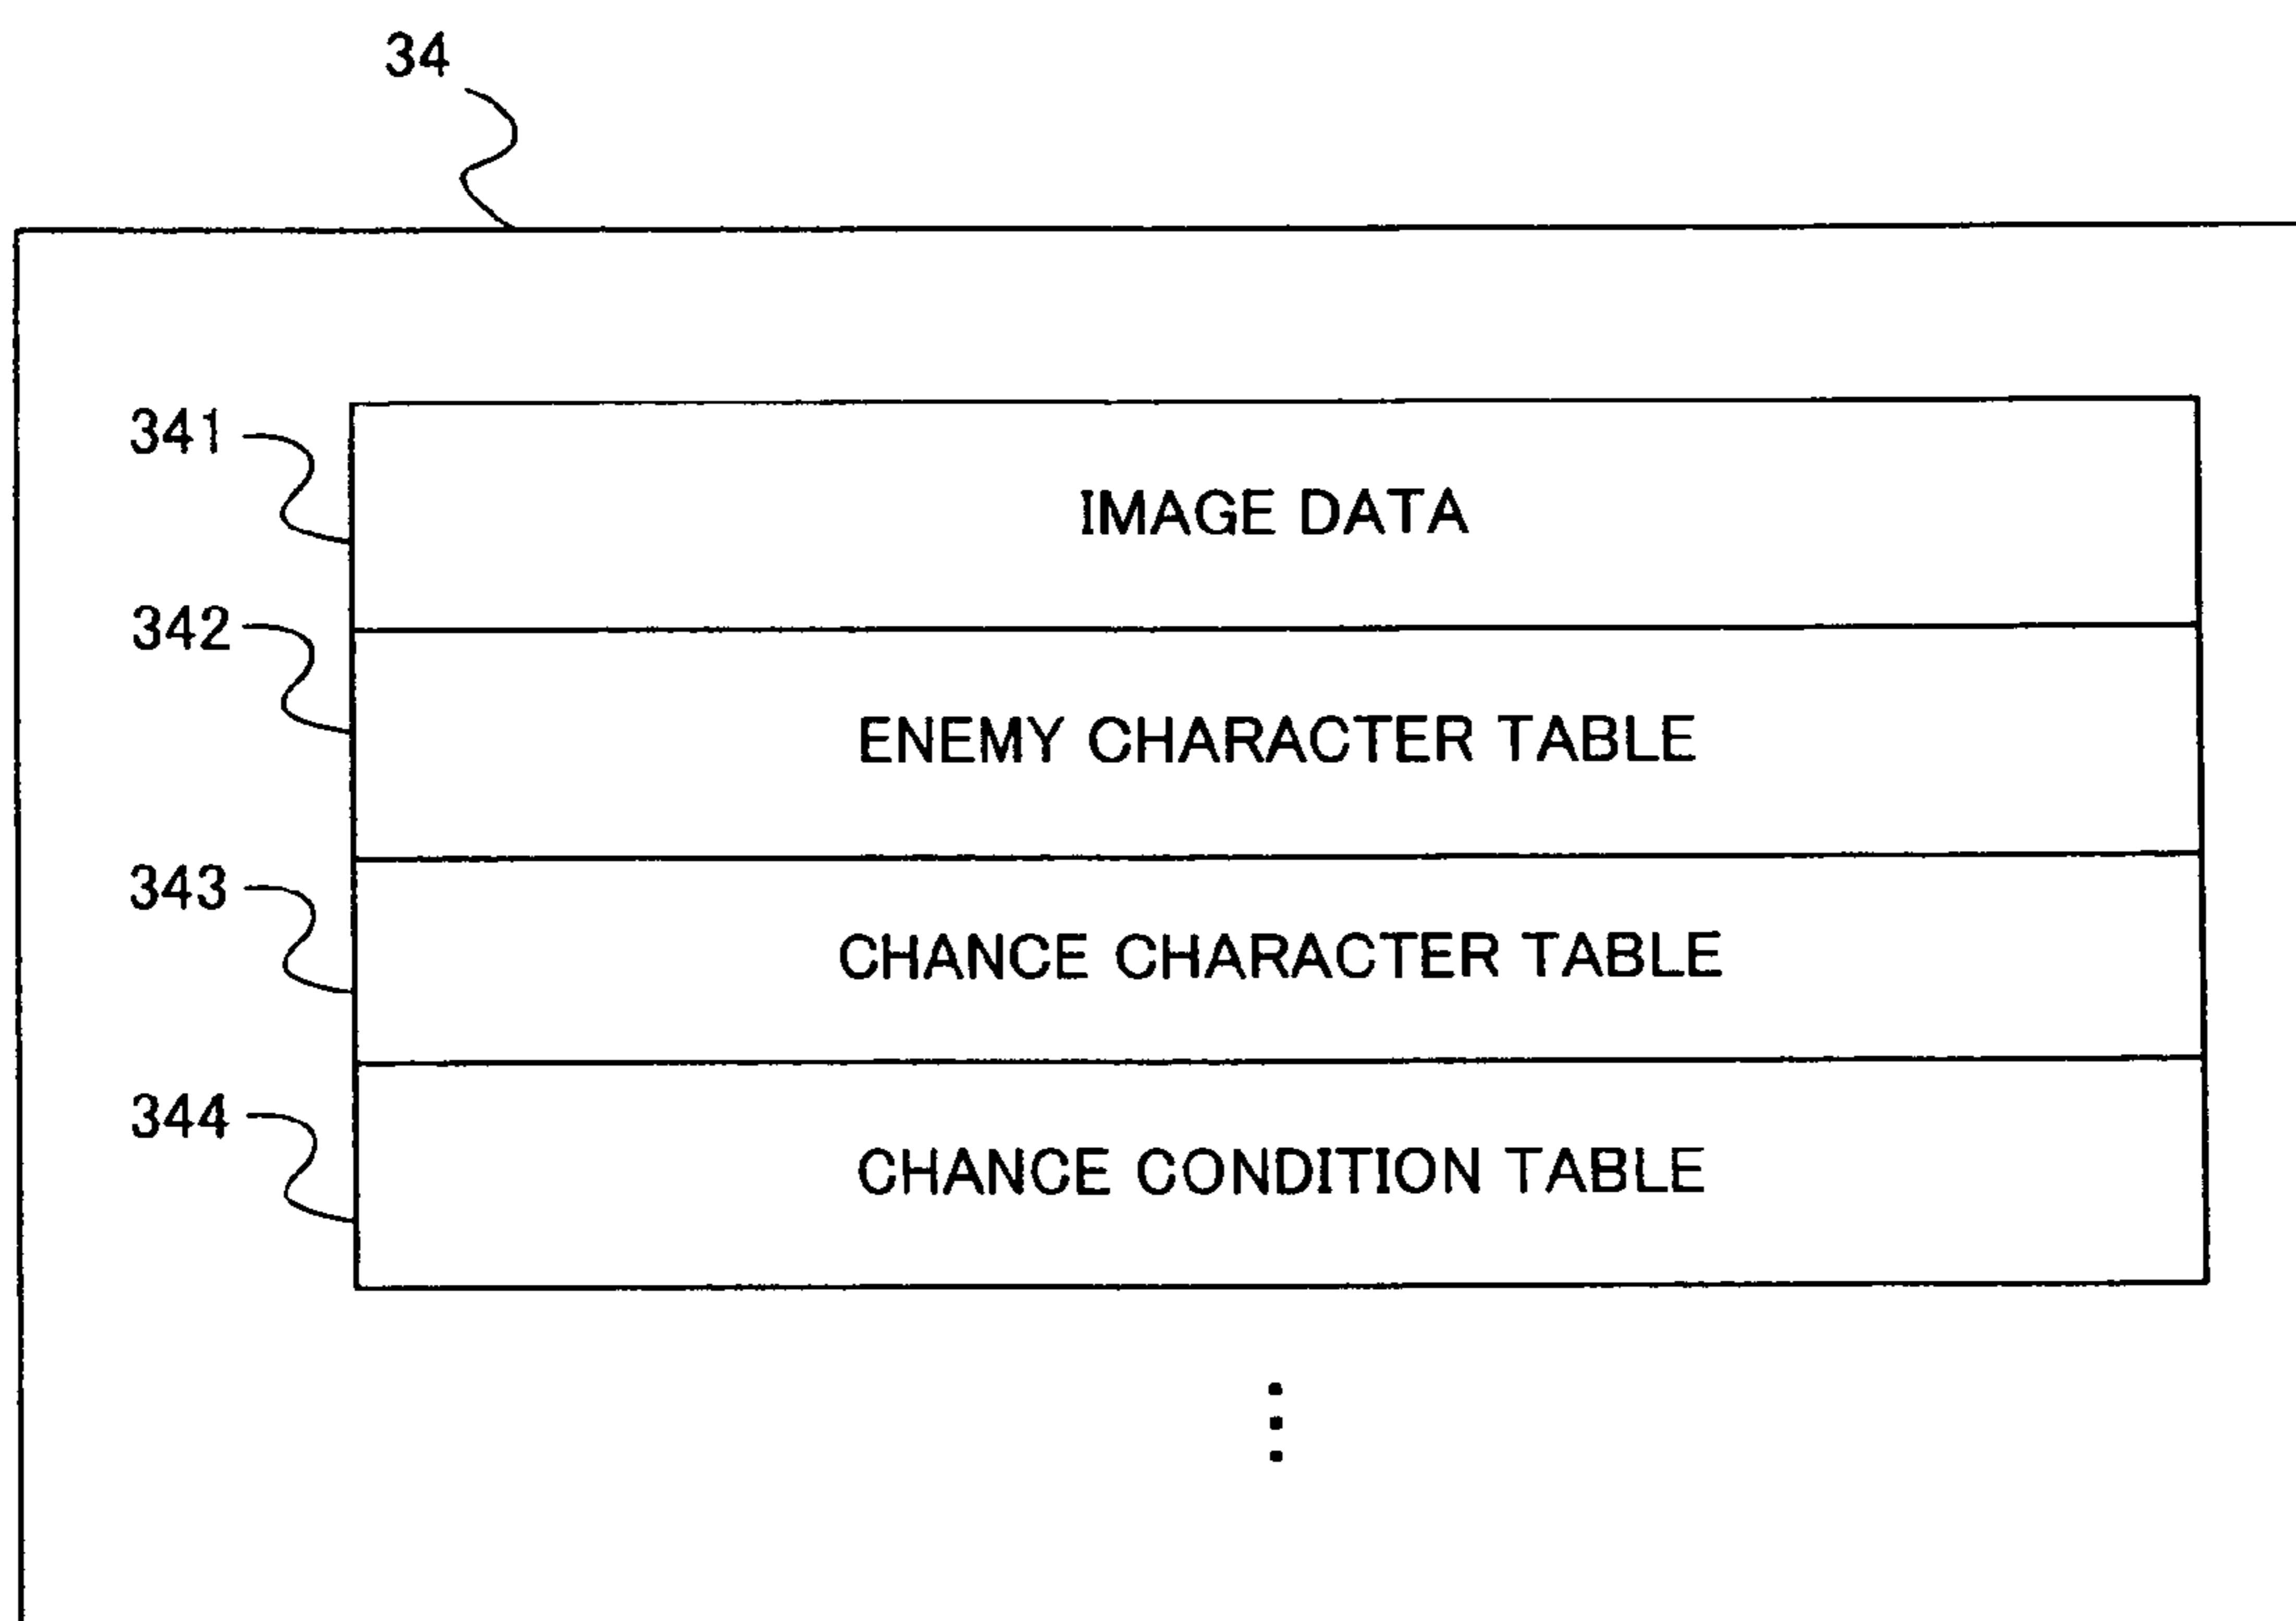 34
341
IMAGE DATA
342
ENEMY CHARACTER TABLE
343
CHANCE CHARACTER TABLE
344
CHANCE CONDITION TABLE